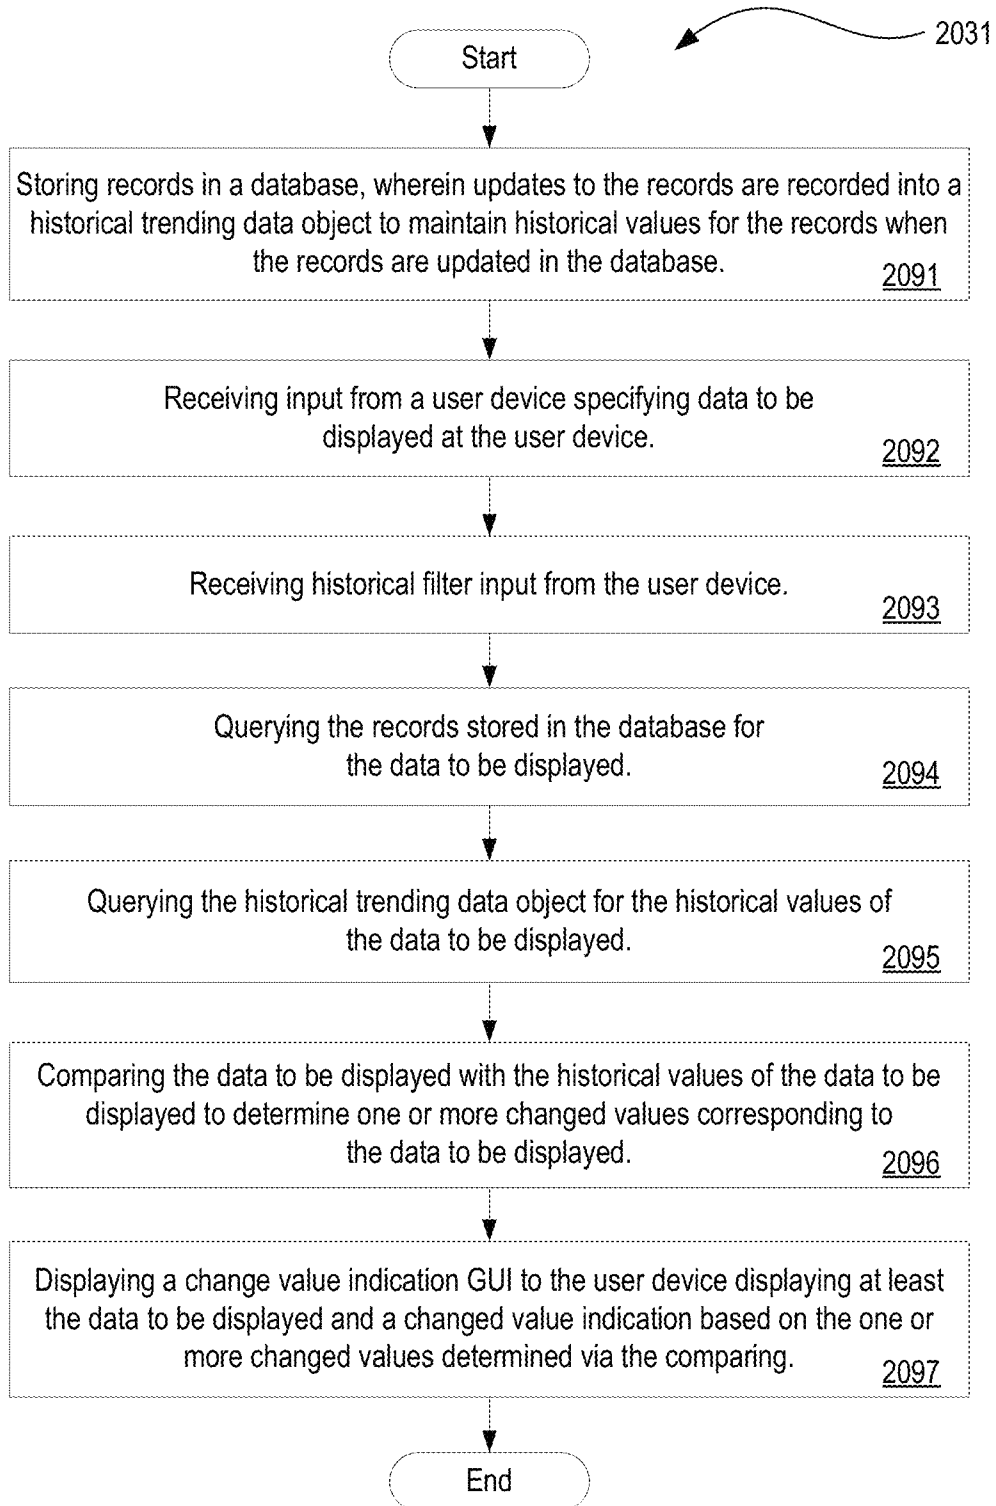 2031
Start
Storing records in a database, wherein updates to the records are recorded into a
historical trending data object to maintain historical values for the records when
the records are updated in the database.
2091
Receiving input from a user device specifying data to be
displayed at the user device.
2092
Receiving historical filter input from the user device.
2093
Querying the records stored in the database for
the data to be displayed.
2094
Querying the historical trending data object for the historical values of
the data to be displayed.
2095
Comparing the data to be displayed with the historical values of the data to be
displayed to determine one or more changed values corresponding to
the data to be displayed.
2096
Displaying a change value indication GUI to the user device displaying at least
the data to be displayed and a changed value indication based on the one or
more changed values determined via the comparing.
2097
End